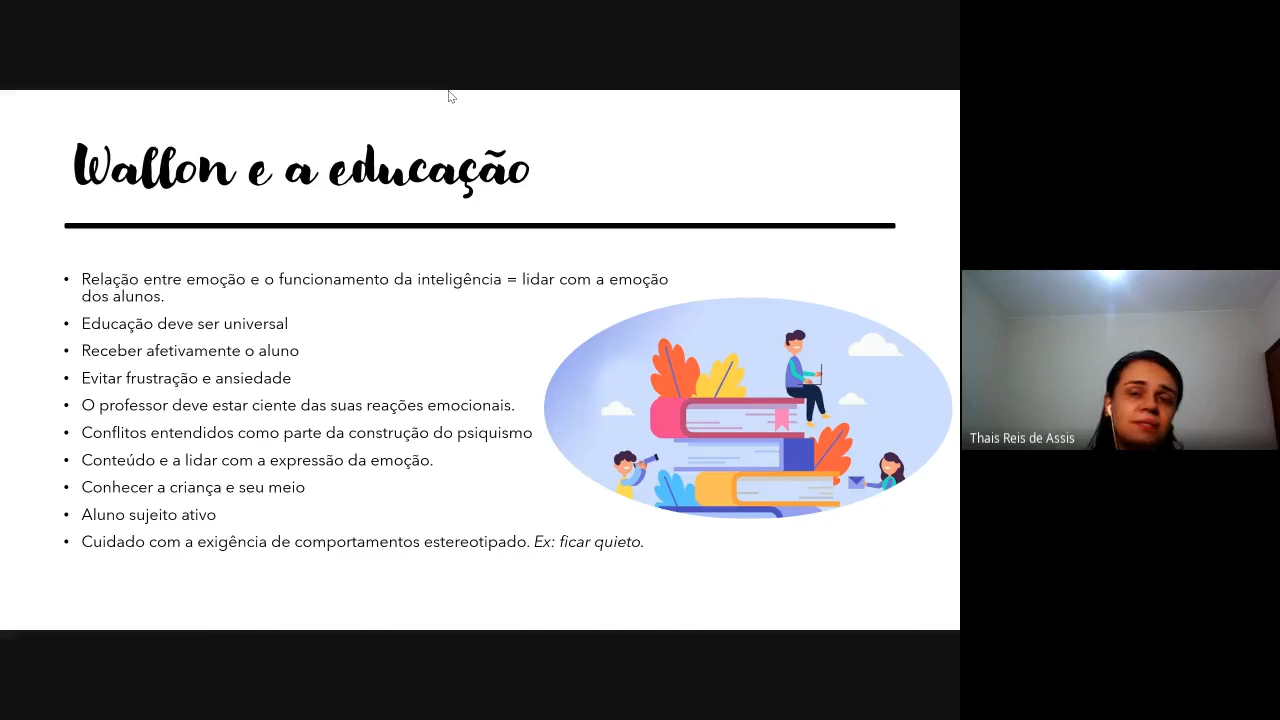 Wallon e a educação
• Relação entre emoção e o funcionamento da inteligência = lidar com a emoção
dos alunos.
• Educação deve ser universal
• Receber afetivamente o aluno
• Evitar frustração e ansiedade
• O professor deve estar ciente das suas reações emocionais.
• Conflitos entendidos como parte da construção do psiquismo
• Conteúdo e a lidar com a expressão da emoção.
• Conhecer a criança e seu meio
• Aluno sujeito ativo
• Cuidado com a exigência de comportamentos estereotipado. Ex: ficar quieto.
Thais Reis de Assis